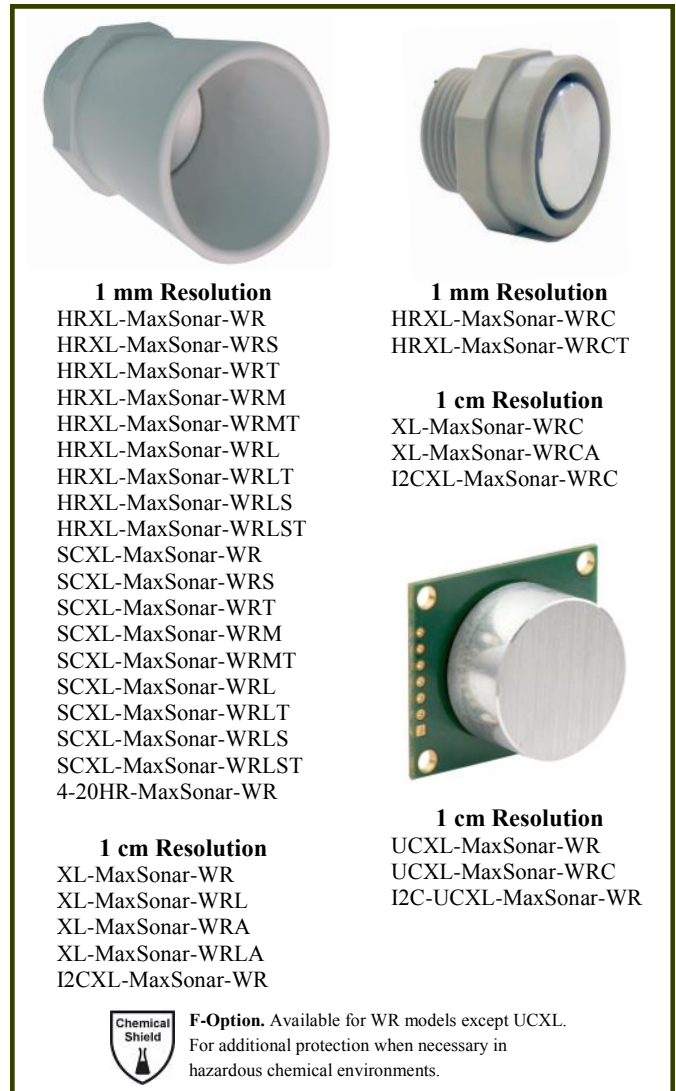 1 mm Resolution
HRXL-MaxSonar-WR
HRXL-MaxSonar-WRS
HRXL-MaxSonar-WRT
HRXL-MaxSonar-WRM
HRXL-MaxSonar-WRMT
HRXL-MaxSonar-WRL
HRXL-MaxSonar-WRLT
HRXL-MaxSonar-WRLS
HRXL-MaxSonar-WRLST
SCXL-MaxSonar-WR
SCXL-MaxSonar-WRS
SCXL-MaxSonar-WRT
SCXL-MaxSonar-WRM
SCXL-MaxSonar-WRMT
SCXL-MaxSonar-WRL
SCXL-MaxSonar-WRLT
SCXL-MaxSonar-WRLS
SCXL-MaxSonar-WRLST
4-20HR-MaxSonar-WR
1 cm Resolution
XL-MaxSonar-WR
XL-MaxSonar-WRL
XL-MaxSonar-WRA
XL-MaxSonar-WRLA
I2CXL-MaxSonar-WR
1 mm Resolution
HRXL-MaxSonar-WRC
HRXL-MaxSonar-WRCT
1 cm Resolution
XL-MaxSonar-WRC
XL-MaxSonar-WRCA
I2CXL-MaxSonar-WRC
1 cm Resolution
UCXL-MaxSonar-WR
UCXL-MaxSonar-WRC
I2C-UCXL-MaxSonar-WR
Chemical
Shield
F-Option. Available for WR models except UCXL.
For additional protection when necessary in
hazardous chemical environments.